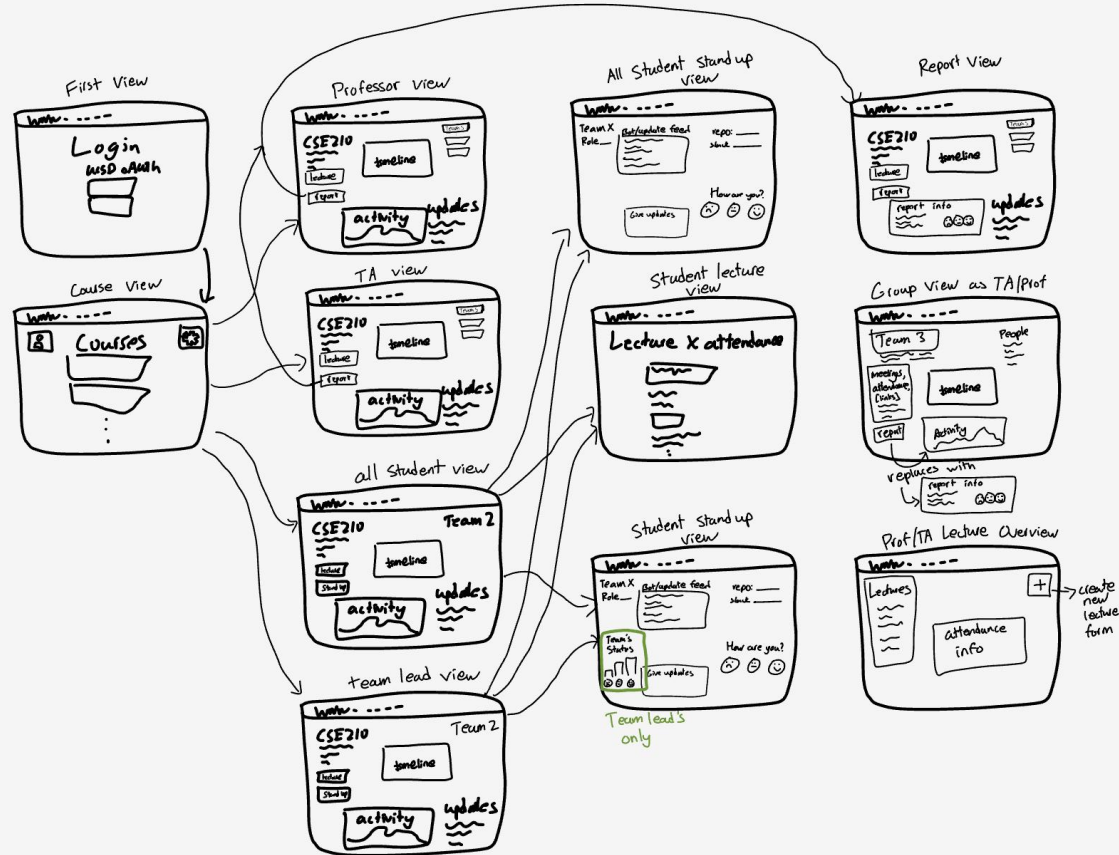 First View
Login
UCSD oAuth
Course view
Courses
Professor view
CSE210
timeline
Teams
lecture
report
activity
updates
TA view
CSE210
timeline
Teams
lecture
report
activity
updates
all student view
CSE210
Team 2
timeline
lecture
stand up
activity
updates
team lead view
CSE210
Team 2
timeline
lecture
stand up
activity
updates
All Student stand up
view
Team X
Role
Bot/update feed
repo:
slack
How are you?
Give updates
Student lecture
view
Lecture X attendance
Student stand up
view
Team X
Role
Bot/update feed
repo:
slack
Team's
Status
How are you?
Give updates
Team lead's
only
Report view
CSE210
timeline
Teams
lecture
report
report info
updates
Group view as TA/prof
Team 3
People
meetings,
attendance,
[links]
timeline
report
Activity
replaces with
report info
Prof/TA Lecture Overview
Lectures
+
create
new
lecture
form
attendance
info